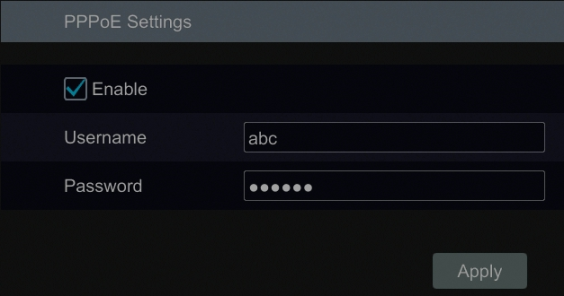 PPPoE Settings
Enable
Username abc
Password ●●●●●●
Apply